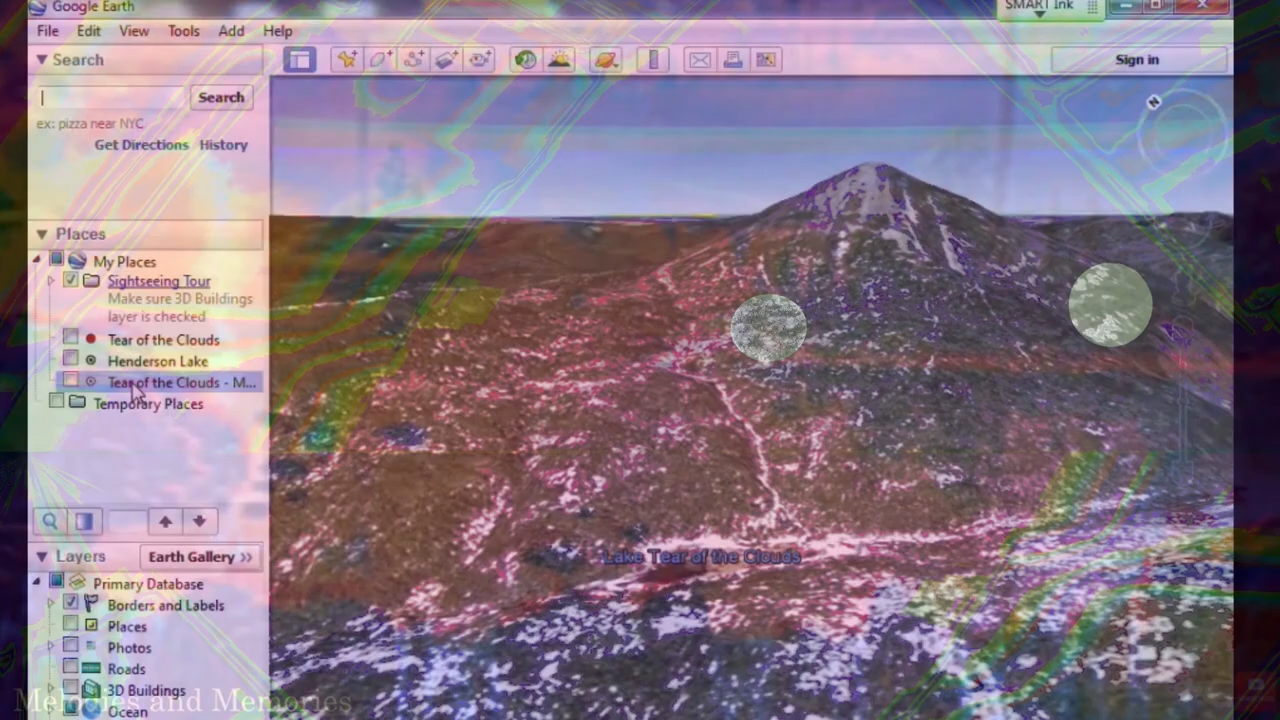 Google Earth
SMART Ink
File Edit View Tools Add Help
Search
Sign in
Search
ex: pizza near NYC
Get Directions History
Places
My Places
Sightseeing Tour
Make sure 3D Buildings
layer is checked
Tear of the Clouds
Henderson Lake
Tear of the Clouds - M...
Temporary Places
Layers
Earth Gallery >>
Primary Database
Borders and Labels
Places
Photos
Roads
3D Buildings
Ocean
Lake Tear of the Clouds
Melodies and Memories